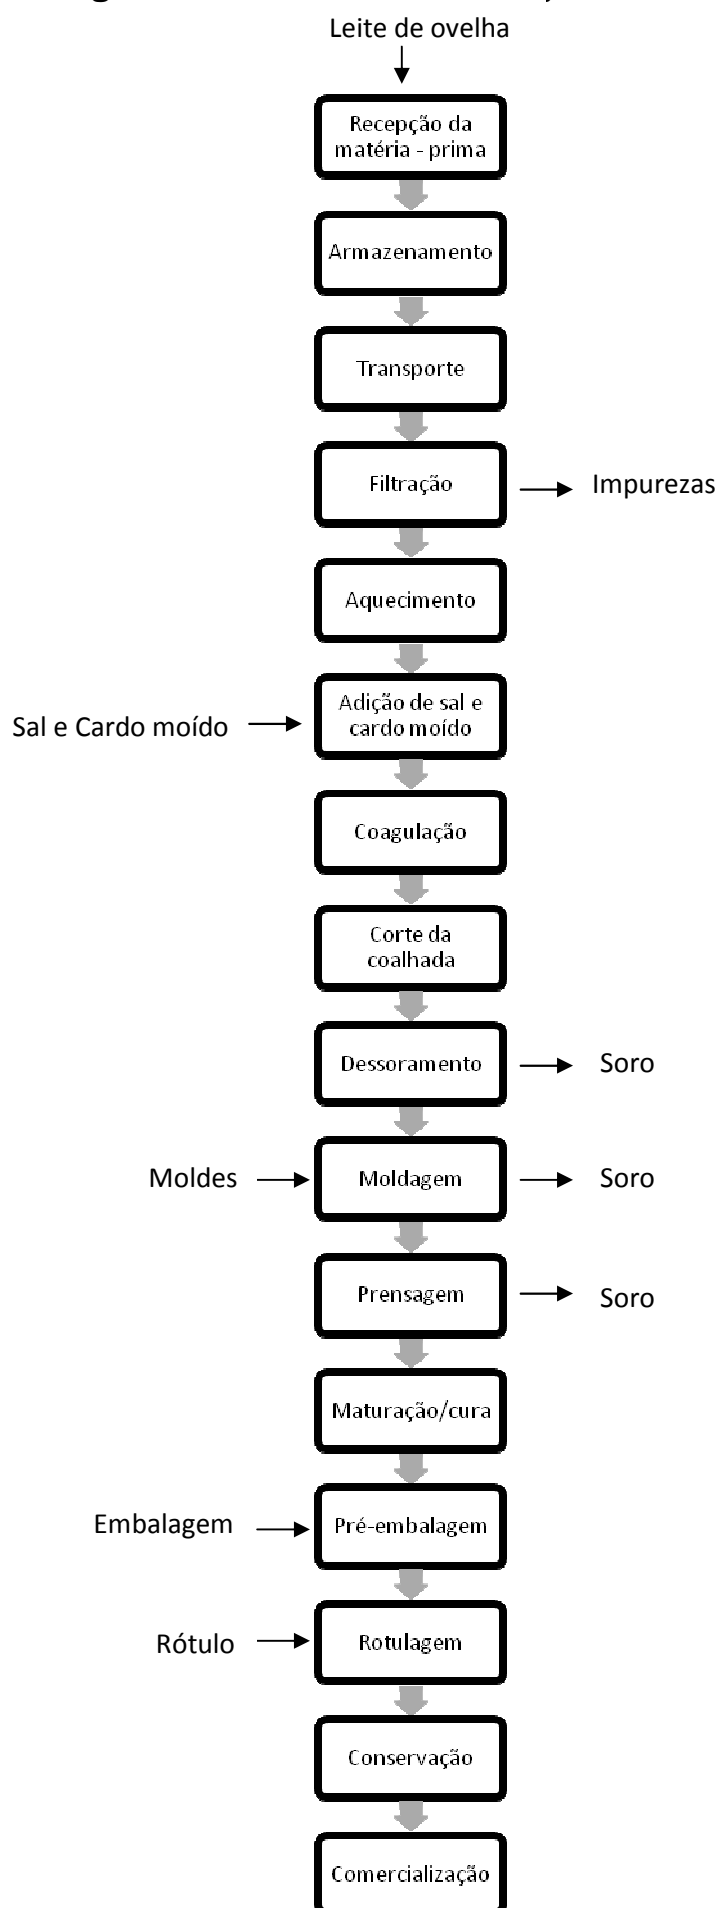 Leite de ovelha
Recepção da
matéria - prima
Armazenamento
Transporte
Filtração
Impurezas
Aquecimento
Sal e Cardo moído
Adição de sal e
cardo moído
Coagulação
Corte da
coalhada
Dessoramento
Soro
Moldes
Moldagem
Soro
Prensagem
Soro
Maturação/cura
Embalagem
Pré-embalagem
Rótulo
Rotulagem
Conservação
Comercialização